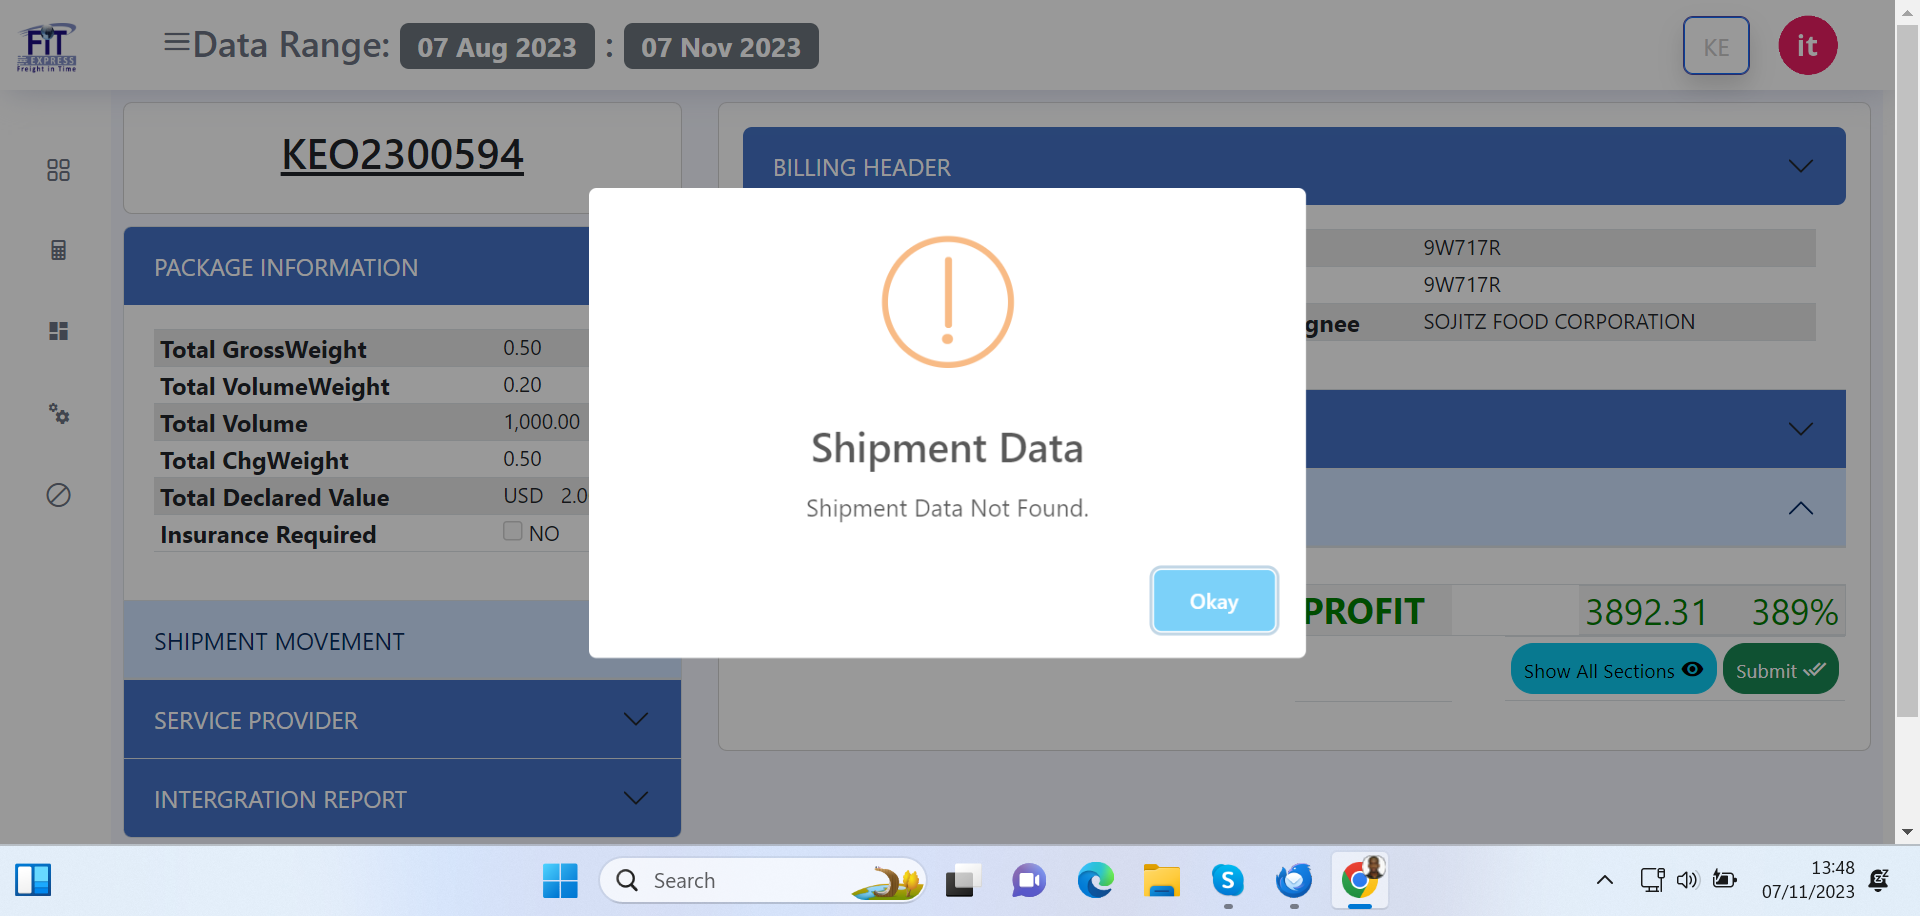 FiT
EXPRESS
Freight in Time
Data Range: 07 Aug 2023 : 07 Nov 2023
KE
it
KEO2300594
PACKAGE INFORMATION
Total GrossWeight 0.50
Total VolumeWeight 0.20
Total Volume 1,000.00
Total ChgWeight 0.50
Total Declared Value USD 2.0
Insurance Required NO
SHIPMENT MOVEMENT
SERVICE PROVIDER
INTERGRATION REPORT
BILLING HEADER
9W717R
9W717R
gnee SOJITZ FOOD CORPORATION
Shipment Data
Shipment Data Not Found.
Okay
PROFIT 3892.31 389%
Show All Sections
Submit
Search
S
13:48
07/11/2023